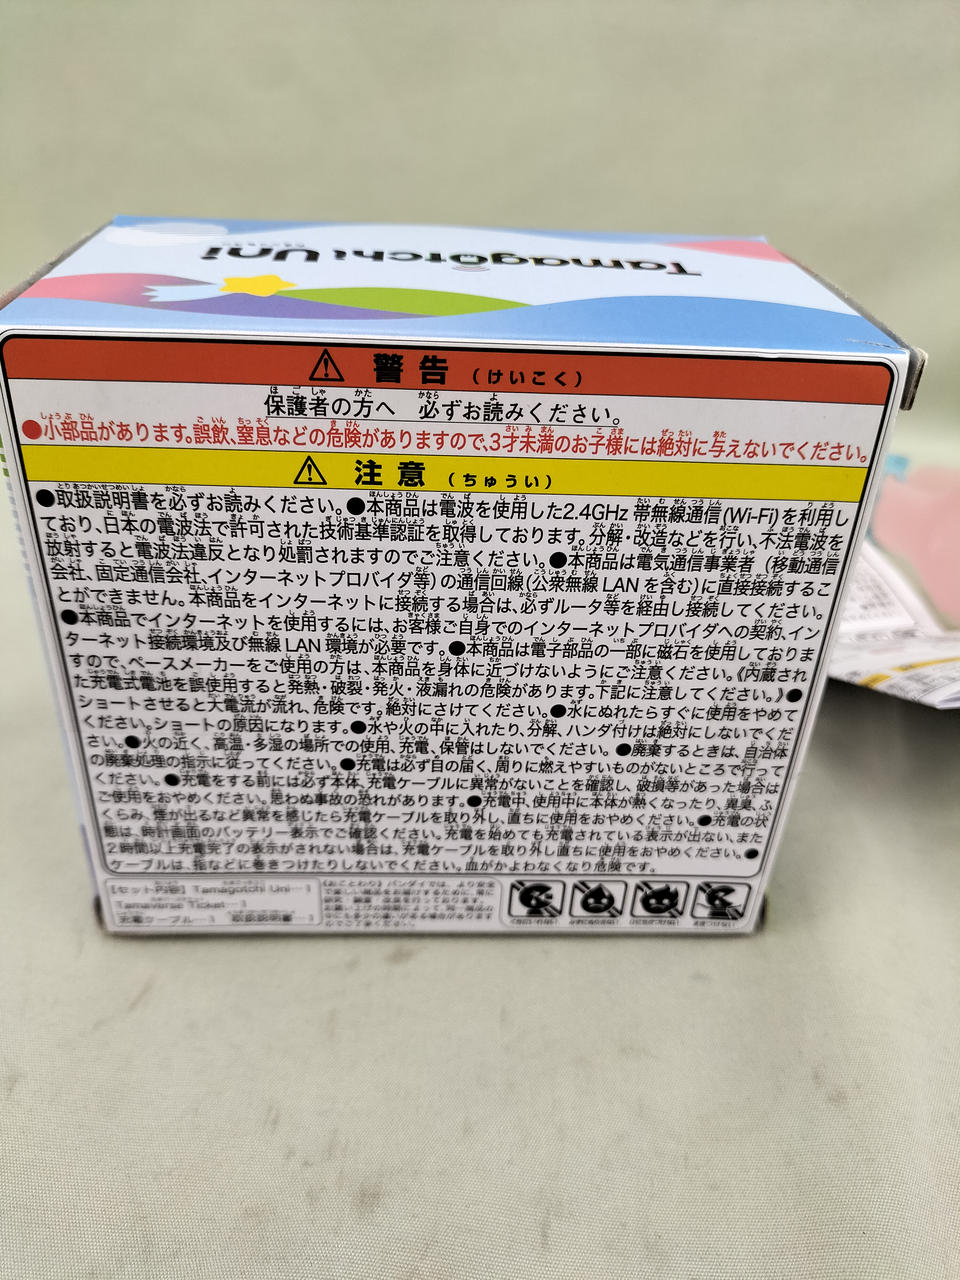 Tamagotchi Uni
警告(けいこく)
保護者の方へ 必ずお読みください。
●小部品があります。誤飲、窒息などの危険がありますので、3才未満のお子様には絶対に与えないでください。
注意(ちゅうい)
●取扱説明書を必ずお読みください。●本商品は電波を使用した2.4GHz 帯無線通信(Wi-Fi)を利用し
ており、日本の電波法で許可された技術基準認証を取得しております。分解・改造などを行い、不法電波を
放射すると電波法違反となり処罰されますのでご注意ください。●本商品は電気通信事業者(移動通信
会社、固定通信会社、インターネットプロバイダ等)の通信回線(公衆無線 LANを含む)に直接接続するこ
とができません。本商品をインターネットに接続する場合は、必ずルータ等を経由し接続してください。
●本商品でインターネットを使用するには、お客様ご自身でのインターネットプロバイダへの契約、イン
ターネット接続環境及び無線 LAN 環境が必要です。●本商品は電子部品の一部に磁石を使用しておりま
すので、ペースメーカーをご使用の方は、本商品を身体に近づけないようにご注意ください。《内蔵され
た充電式電池を誤使用すると発熱・破裂・発火・液漏れの危険があります。下記に注意してください。》●
ショートさせると大電流が流れ、危険です。絶対にさけてください。●水にぬれたらすぐに使用をやめて
ください。ショートの原因になります。●水や火の中に入れたり、分解、ハンダ付けは絶対にしないでくだ
さい。●火の近く、高温・多湿の場所での使用、充電、保管はしないでください。●廃棄するときは、自治体
の廃棄処理の指示に従ってください。●充電は必ず目の届く、周りに燃えやすいものがないところで行って
ください。●充電をする前には必ず本体、充電ケーブルに異常がないことを確認し、破損等があった場合は
ご使用をおやめください。思わぬ事故の恐れがあります。●充電中、使用中に本体が熱くなったり、異臭、ふ
くらみ、煙が出るなど異常を感じたら充電ケーブルを取り外し、直ちに使用をおやめください。●充電の状
態は、時計画面のバッテリー表示でご確認ください。充電を始めても充電されている表示が出ない、また
2時間以上充電完了の表示がされない場合は、充電ケーブルを取り外し直ちに使用をおやめください。●
ケーブルは、指などに巻きつけたりしないでください。血がかよわなくなり危険です。
【セット内容】Tamagotchi Uni…1
Tamaverse Ticket…1
充電ケーブル…1 取扱説明書…1